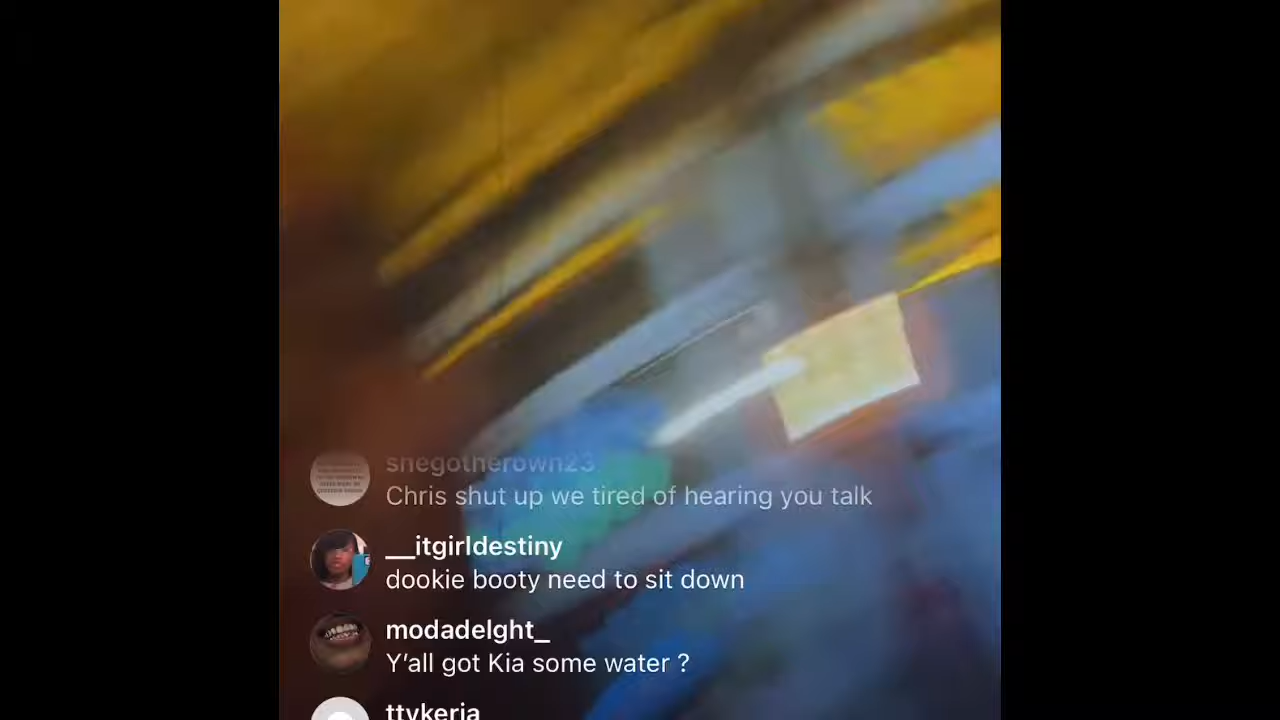 shegotherown23
Chris shut up we tired of hearing you talk
__itgirldestiny
dookie booty need to sit down
modadelght_
Y’all got Kia some water ?
ttykeria